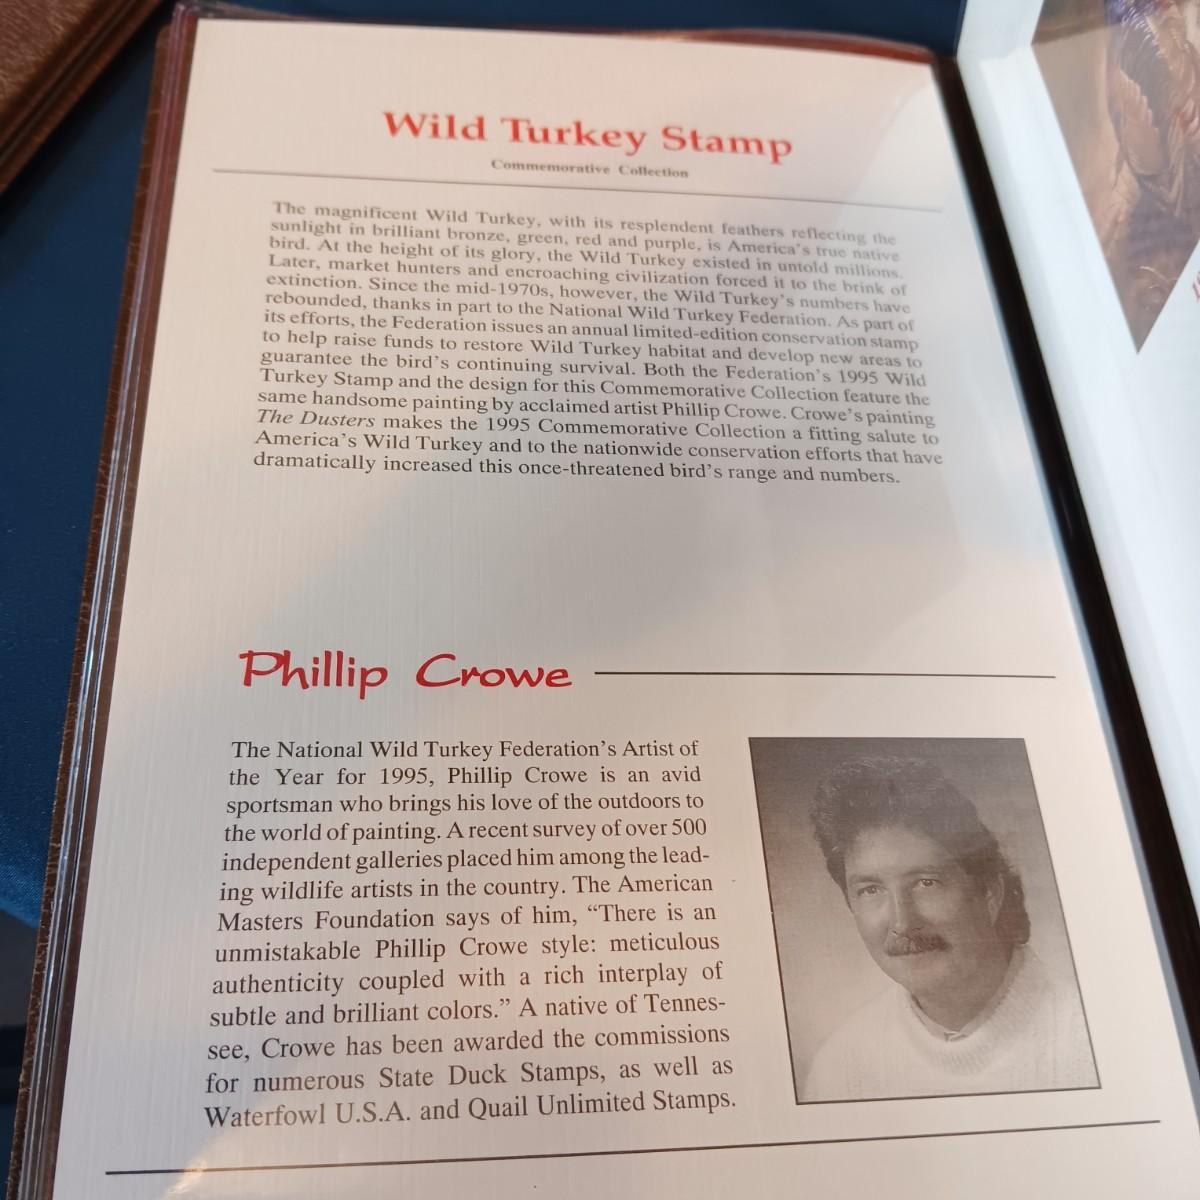 Wild Turkey Stamp
Commemorative Collection
The magnificent Wild Turkey, with its resplendent feathers reflecting the
sunlight in brilliant bronze, green, red and purple, is America's true native
bird. At the height of its glory, the Wild Turkey existed in untold millions.
Later, market hunters and encroaching civilization forced it to the brink of
extinction. Since the mid-1970s, however, the Wild Turkey's numbers have
rebounded, thanks in part to the National Wild Turkey Federation. As part of
its efforts, the Federation issues an annual limited-edition conservation stamp
to help raise funds to restore Wild Turkey habitat and develop new areas to
guarantee the bird's continuing survival. Both the Federation's 1995 Wild
Turkey Stamp and the design for this Commemorative Collection feature the
same handsome painting by acclaimed artist Phillip Crowe. Crowe's painting
The Dusters makes the 1995 Commemorative Collection a fitting salute to
America's Wild Turkey and to the nationwide conservation efforts that have
dramatically increased this once-threatened bird's range and numbers.
Phillip Crowe
The National Wild Turkey Federation's Artist of
the Year for 1995, Phillip Crowe is an avid
sportsman who brings his love of the outdoors to
the world of painting. A recent survey of over 500
independent galleries placed him among the lead-
ing wildlife artists in the country. The American
Masters Foundation says of him, “There is an
unmistakable Phillip Crowe style: meticulous
authenticity coupled with a rich interplay of
subtle and brilliant colors.” A native of Tennes-
see, Crowe has been awarded the commissions
for numerous State Duck Stamps, as well as
Waterfowl U.S.A. and Quail Unlimited Stamps.